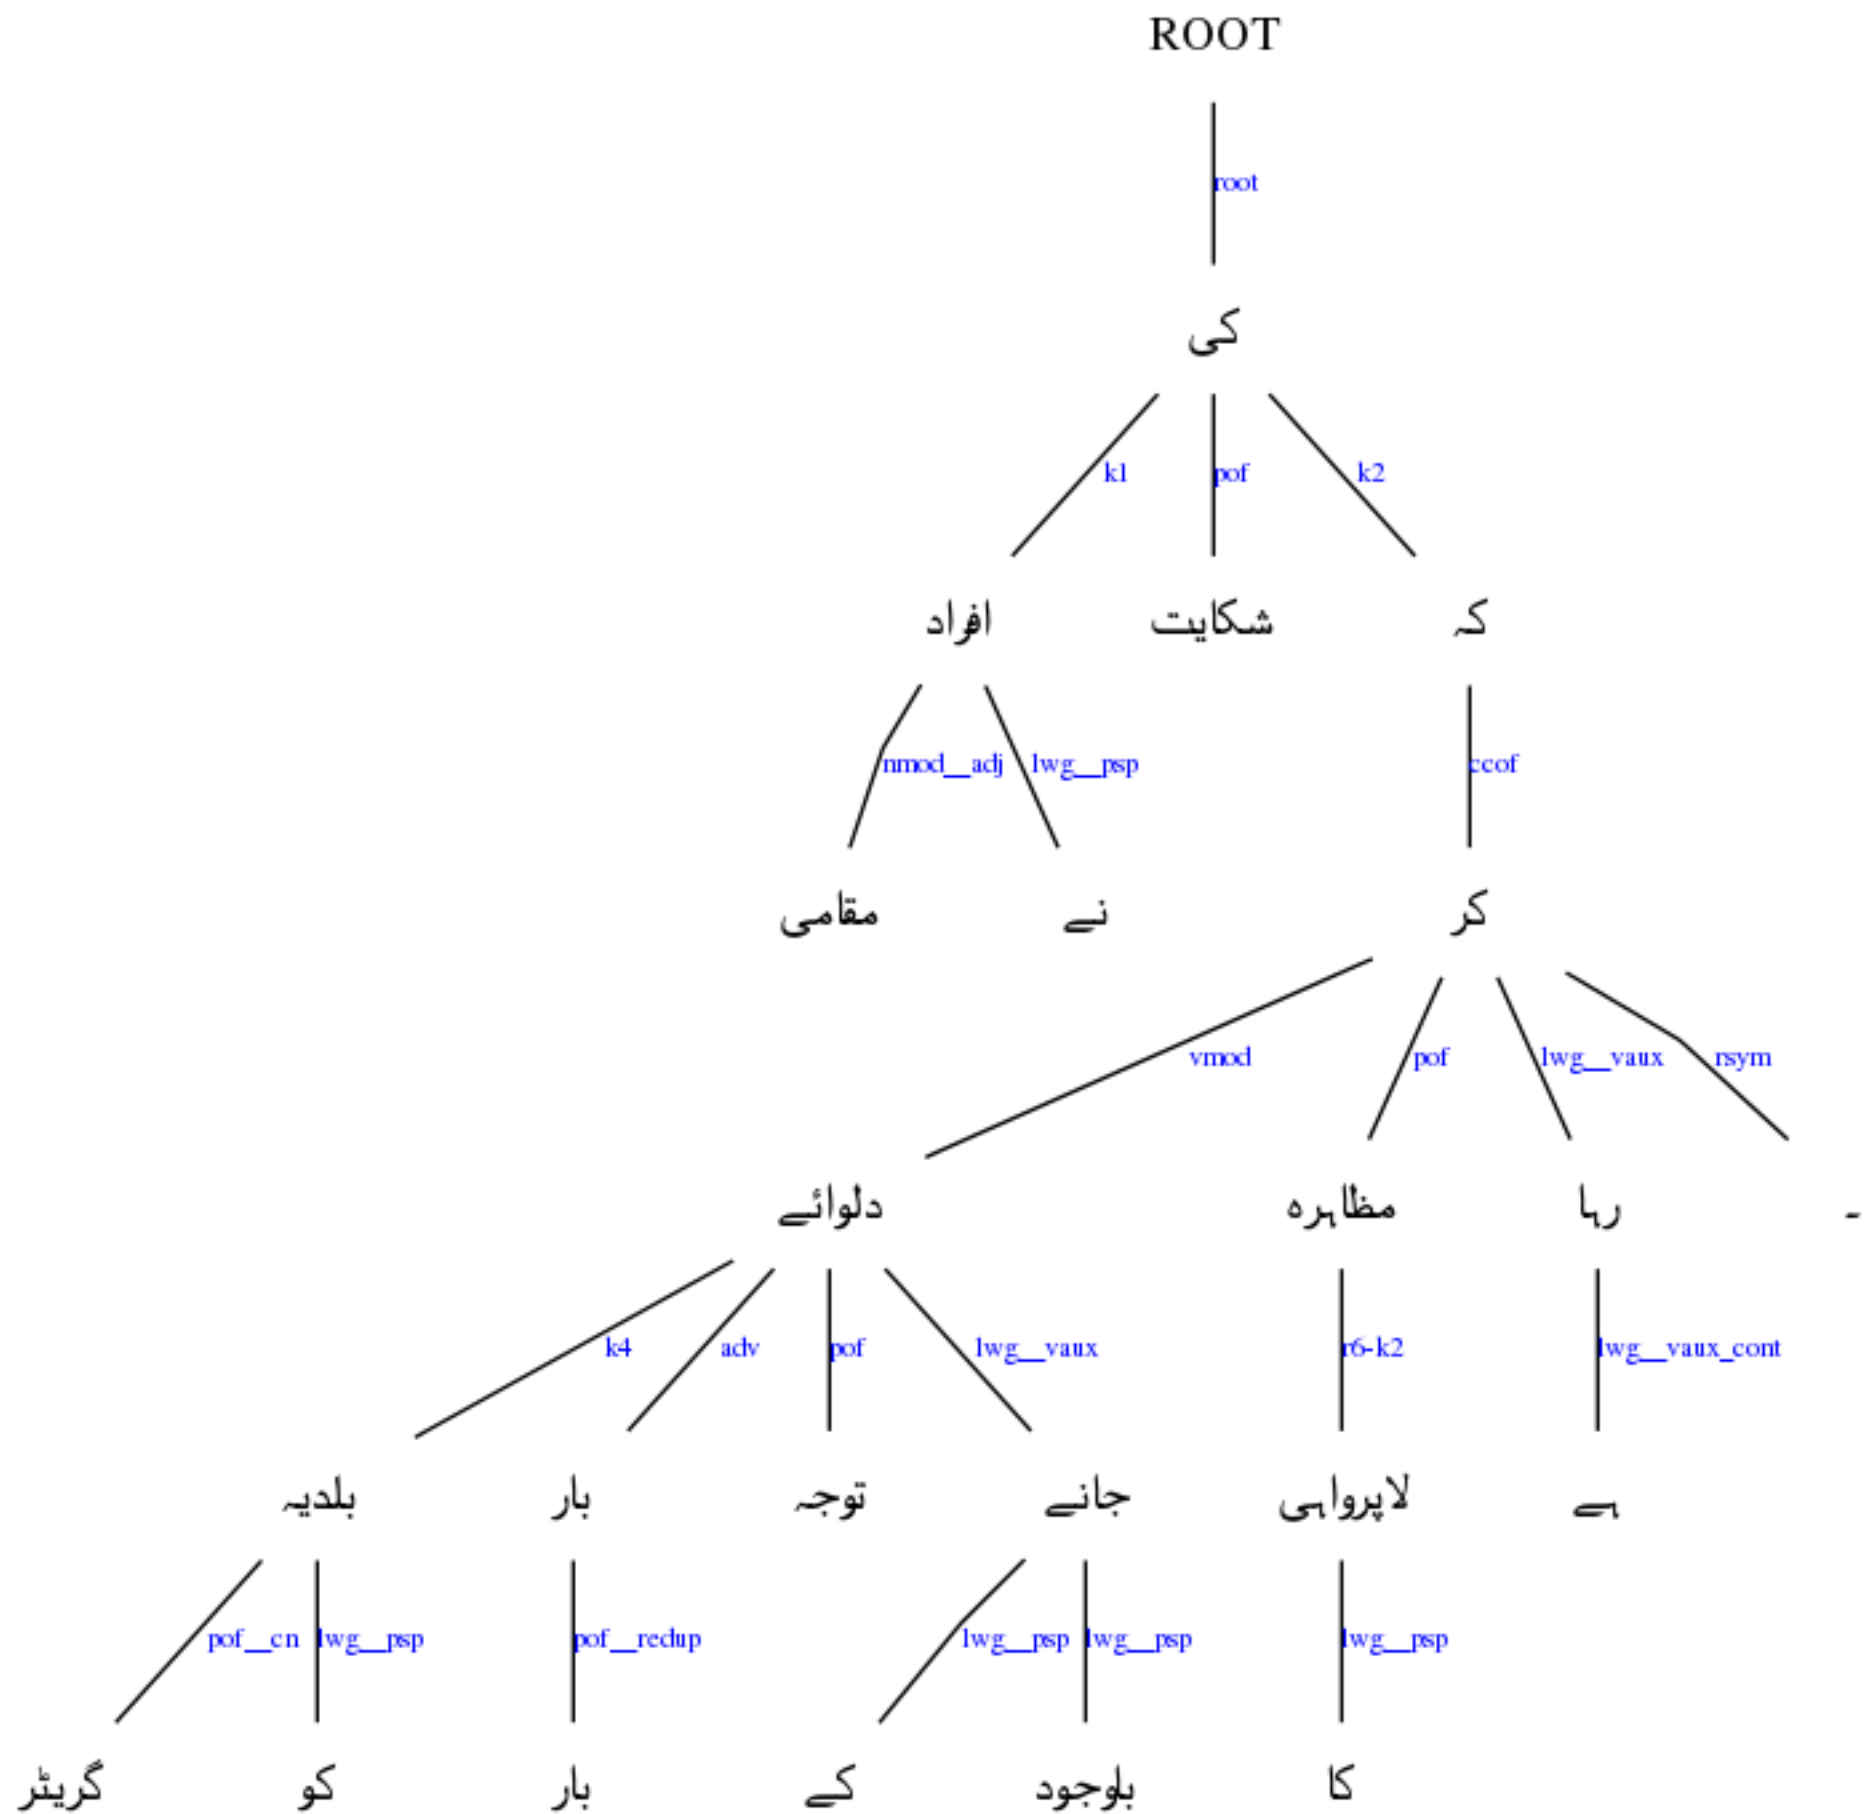 ROOT
root
کی
k1 pof k2
افراد شکایت کہ
nmod__adj lwg__psp ccof
مقامی نے کر
vmod pof lwg__vaux rsym
دلوائے مظاہرہ رہا ۔
k4 adv pof lwg__vaux r6-k2 lwg__vaux_cont
بلدیہ بار توجہ جانے لاپرواہی ہے
pof__cn lwg__psp pof__redup lwg__psp lwg__psp lwg__psp
گریٹر کو بار کے باوجود کا